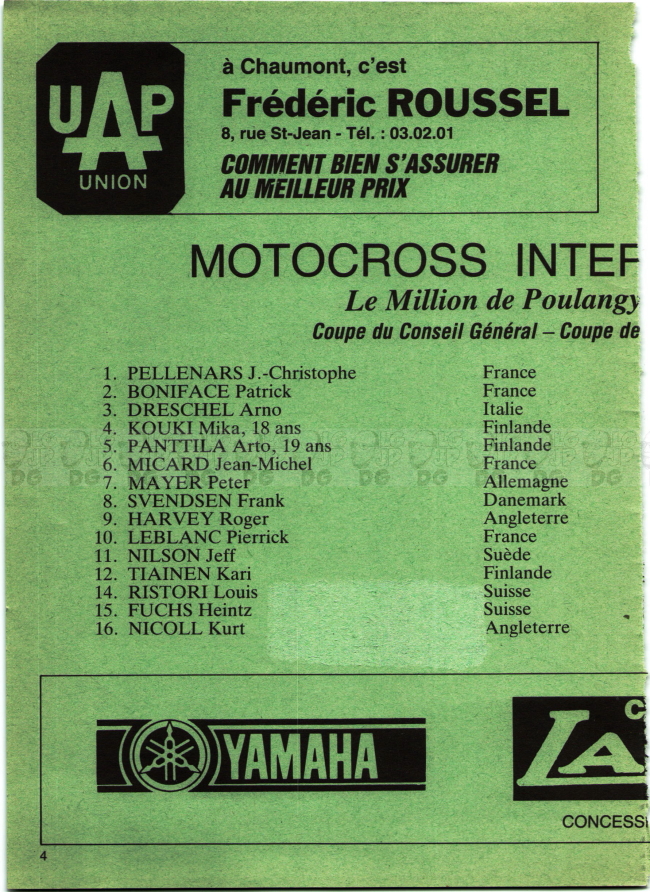 UAP
UNION
à Chaumont, c'est
Frédéric ROUSSEL
8, rue St-Jean - Tél. : 03.02.01
COMMENT BIEN S'ASSURER
AU MEILLEUR PRIX
MOTOCROSS INTER
Le Million de Poulangy
Coupe du Conseil Général – Coupe de
1. PELLENARS J.-Christophe France
2. BONIFACE Patrick France
3. DRESCHEL Arno Italie
4. KOUKI Mika, 18 ans Finlande
5. PANTTILA Arto, 19 ans Finlande
6. MICARD Jean-Michel France
7. MAYER Peter Allemagne
8. SVENDSEN Frank Danemark
9. HARVEY Roger Angleterre
10. LEBLANC Pierrick France
11. NILSON Jeff Suède
12. TIAINEN Kari Finlande
14. RISTORI Louis Suisse
15. FUCHS Heintz Suisse
16. NICOLL Kurt Angleterre
YAMAHA
C
LA
CONCESSI
4